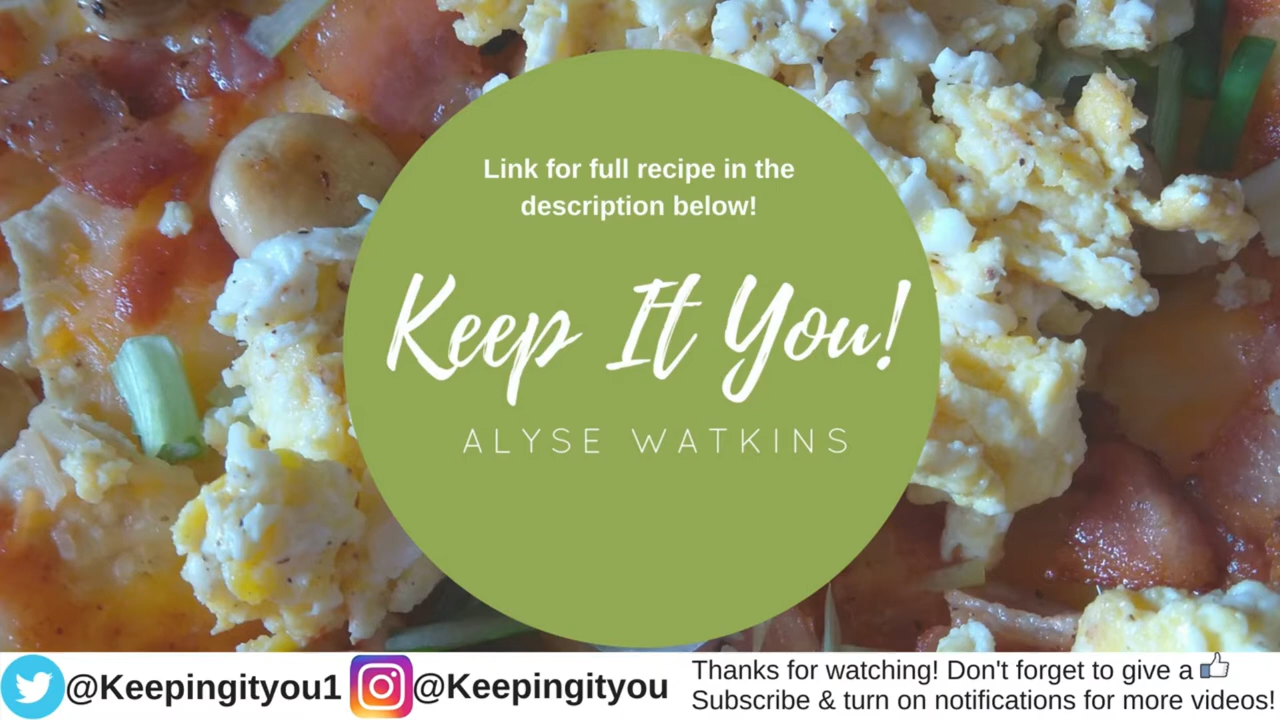 Link for full recipe in the
description below!
Keep It You!
ALYSE WATKINS
@Keepingityou1
@Keepingityou
Thanks for watching! Don't forget to give a
Subscribe & turn on notifications for more videos!